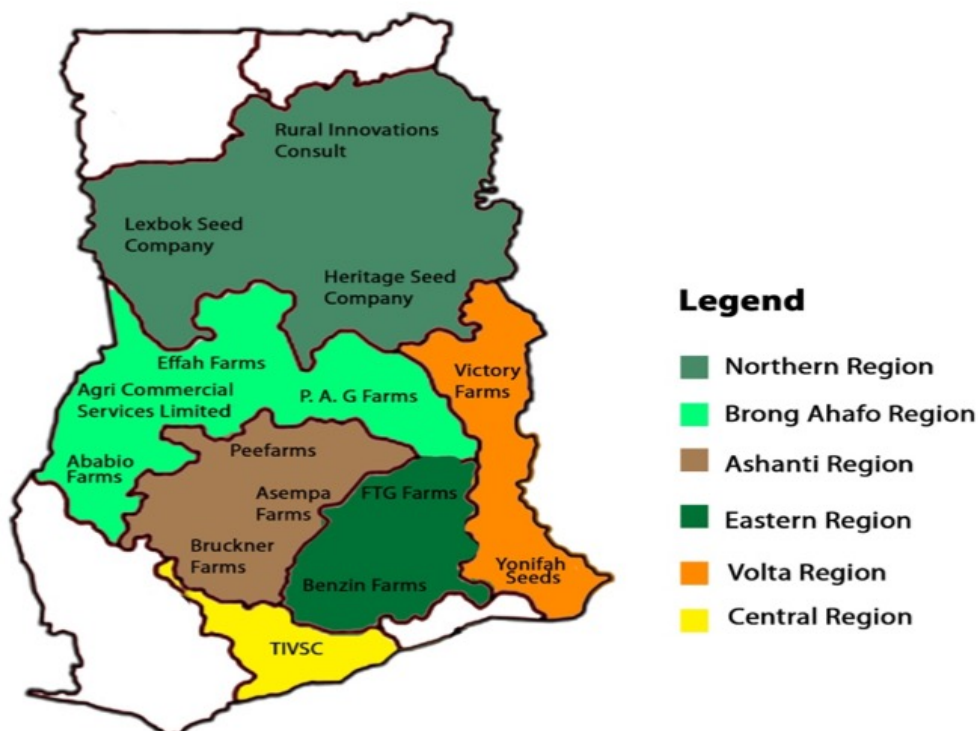 Rural Innovations
Consult
Lexbok Seed
Company
Heritage Seed
Company
Effah Farms
Agri Commercial
Services Limited
P. A. G Farms
Victory
Farms
Ababio
Farms
Peefarms
Asempa
Farms
FTG Farms
Bruckner
Farms
Benzin Farms
Yonifah
Seeds
TIVSC
Legend
Northern Region
Brong Ahafo Region
Ashanti Region
Eastern Region
Volta Region
Central Region